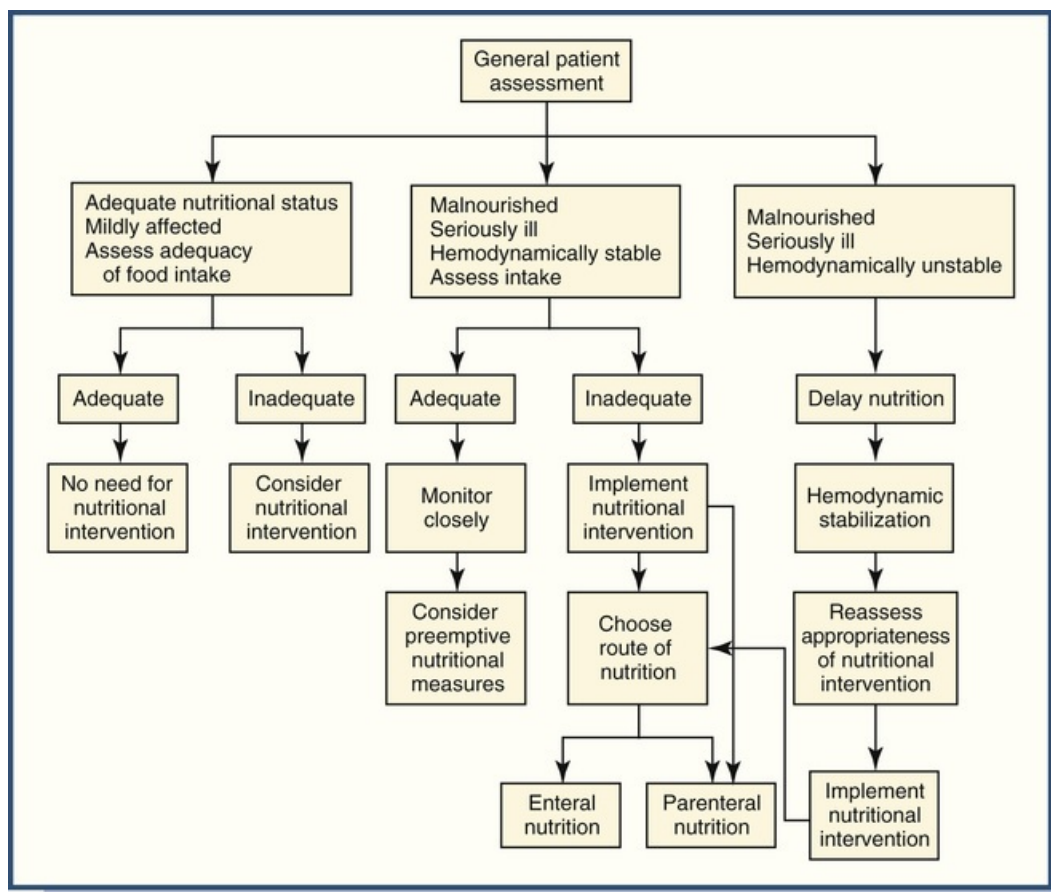 General patient
assessment
Adequate nutritional status
Mildly affected
Assess adequacy
of food intake
Malnourished
Seriously ill
Hemodynamically stable
Assess intake
Malnourished
Seriously ill
Hemodynamically unstable
Adequate
Inadequate
Adequate
Inadequate
Delay nutrition
No need for
nutritional
intervention
Consider
nutritional
intervention
Monitor
closely
Implement
nutritional
intervention
Hemodynamic
stabilization
Consider
preemptive
nutritional
measures
Choose
route of
nutrition
Reassess
appropriateness
of nutritional
intervention
Enteral
nutrition
Parenteral
nutrition
Implement
nutritional
intervention